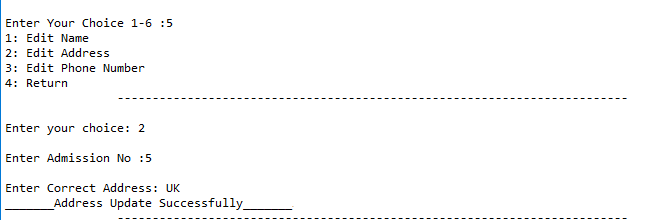 Enter Your Choice 1-6 :5
1: Edit Name
2: Edit Address
3: Edit Phone Number
4: Return
-------------------------------------------------------------------------
Enter your choice: 2
Enter Admission No :5
Enter Correct Address: UK
_______Address Update Successfully_______
-------------------------------------------------------------------------